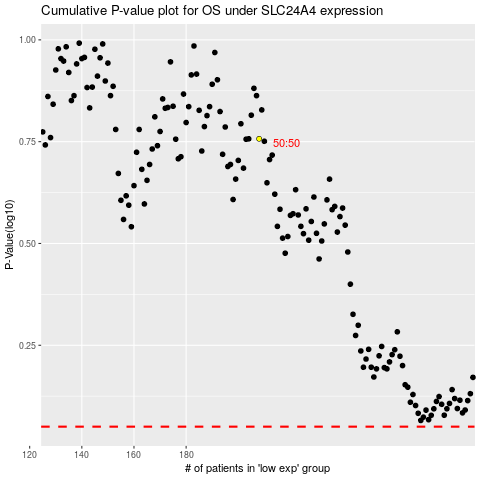 Cumulative P-value plot for OS under SLC24A4 expression
P-Value(log10)
1.00
0.75
0.50
0.25
50:50
120 140 160 180
# of patients in 'low exp' group